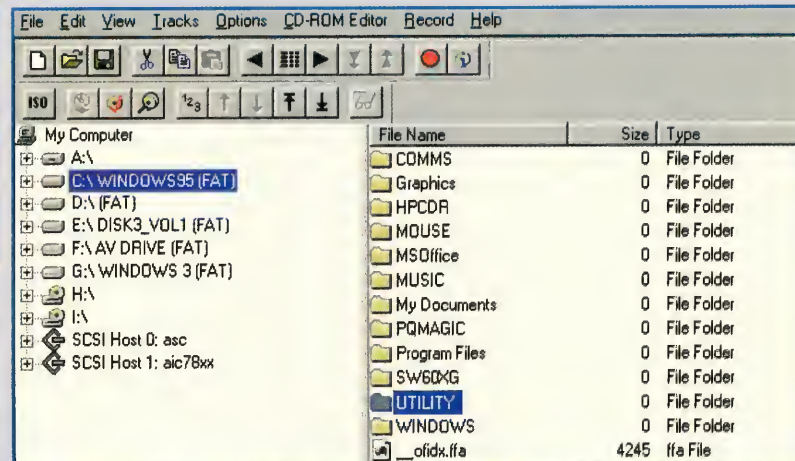 File Edit View Tracks Options CD-ROM Editor Record Help
ISO 123
My Computer
A:\
C:\ WINDOWS95 (FAT)
D:\ (FAT)
E:\ DISK3_VOL1 (FAT)
F:\ AV DRIVE (FAT)
G:\ WINDOWS 3 (FAT)
H:\
I:\
SCSI Host 0: asc
SCSI Host 1: aic78xx
File Name Size Type
COMMS 0 File Folder
Graphics 0 File Folder
HPCDR 0 File Folder
MOUSE 0 File Folder
MSOffice 0 File Folder
MUSIC 0 File Folder
My Documents 0 File Folder
PQMAGIC 0 File Folder
Program Files 0 File Folder
SW60XG 0 File Folder
UTILITY 0 File Folder
WINDOWS 0 File Folder
__ofidx.ffa 4245 ffa File